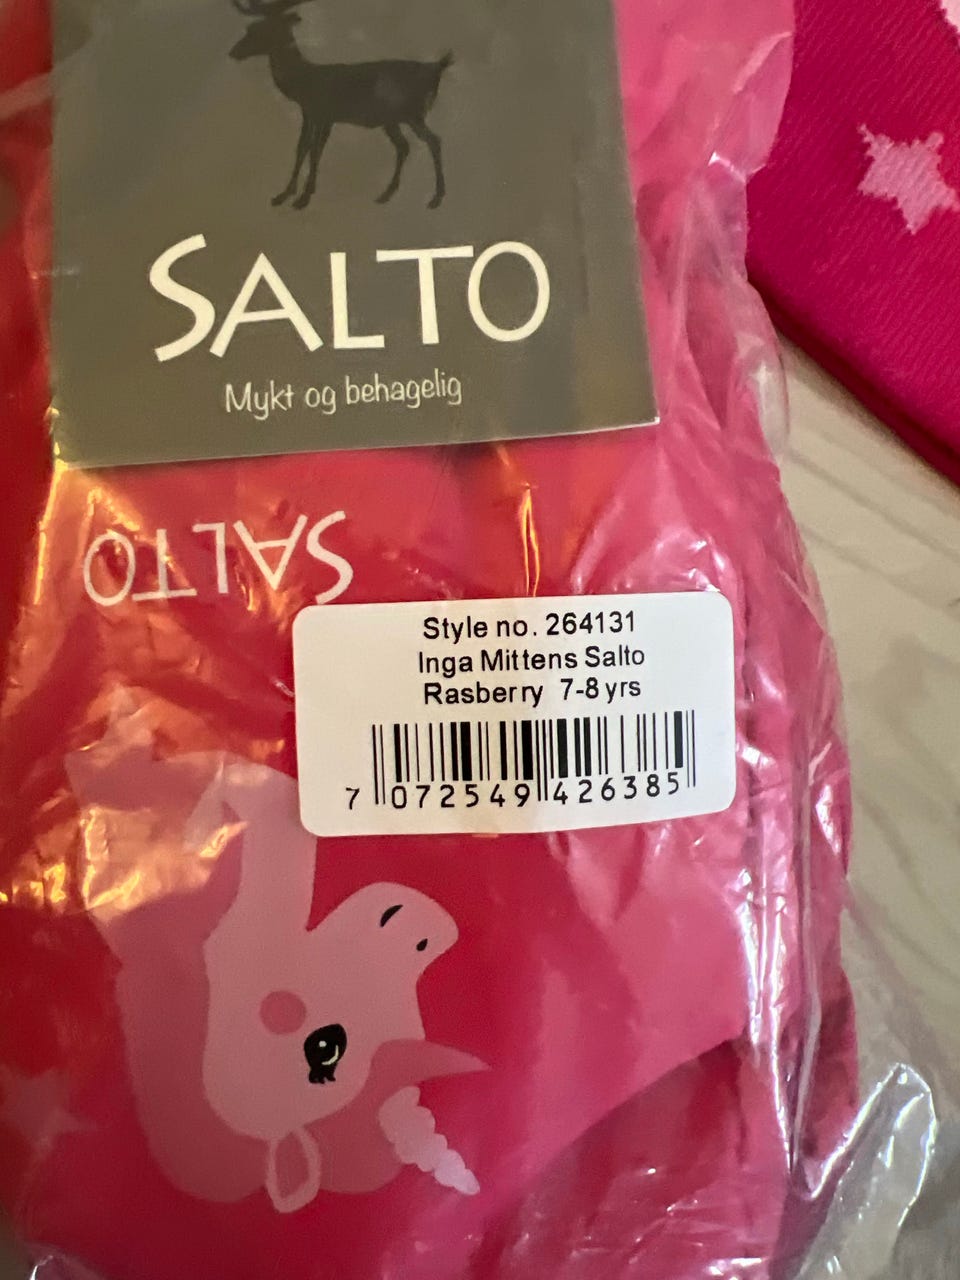 SALTO
Mykt og behagelig
SALTO
Style no. 264131
Inga Mittens Salto
Rasberry 7-8 yrs
7 072549 426385